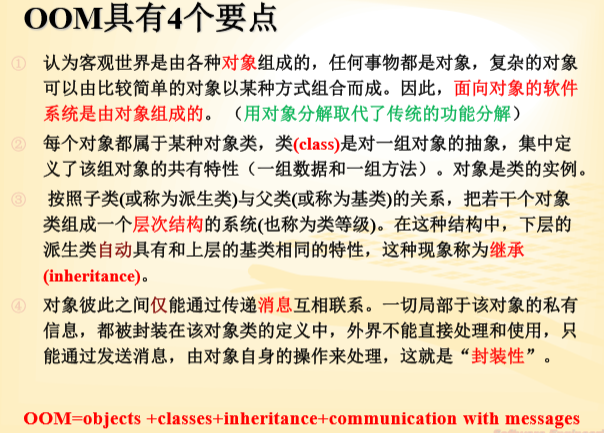 OOM具有4个要点
① 认为客观世界是由各种对象组成的，任何事物都是对象，复杂的对象
可以由比较简单的对象以某种方式组合而成。因此，面向对象的软件
系统是由对象组成的。（用对象分解取代了传统的功能分解）
② 每个对象都属于某种对象类，类(class)是对一组对象的抽象，集中定
义了该组对象的共有特性（一组数据和一组方法）。对象是类的实例。
③ 按照子类(或称为派生类)与父类(或称为基类)的关系，把若干个对象
类组成一个层次结构的系统(也称为类等级)。在这种结构中，下层的
派生类自动具有和上层的基类相同的特性，这种现象称为继承
(inheritance)。
④ 对象彼此之间仅能通过传递消息互相联系。一切局部于该对象的私有
信息，都被封装在该对象类的定义中，外界不能直接处理和使用，只
能通过发送消息，由对象自身的操作来处理，这就是“封装性”。
OOM=objects +classes+inheritance+communication with messages